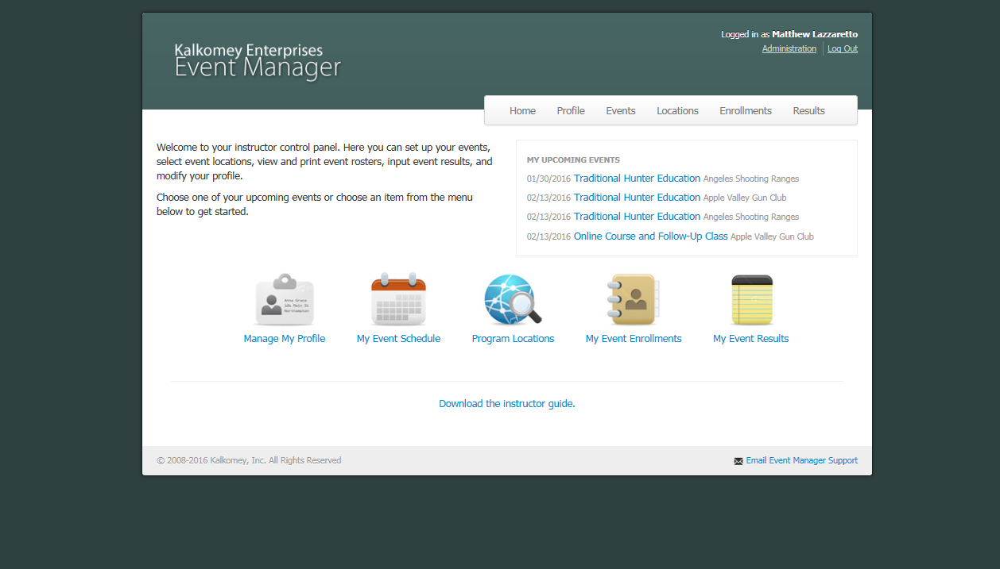 Kalkomey Enterprises
Event Manager
Logged in as Matthew Lazzaretto
Administration Log Out
Home Profile Events Locations Enrollments Results
Welcome to your instructor control panel. Here you can set up your events,
select event locations, view and print event rosters, input event results, and
modify your profile.
Choose one of your upcoming events or choose an item from the menu
below to get started.
MY UPCOMING EVENTS
01/30/2016 Traditional Hunter Education Angeles Shooting Ranges
02/13/2016 Traditional Hunter Education Apple Valley Gun Club
02/13/2016 Traditional Hunter Education Angeles Shooting Ranges
02/13/2016 Online Course and Follow-Up Class Apple Valley Gun Club
Manage My Profile
My Event Schedule
Program Locations
My Event Enrollments
My Event Results
Download the instructor guide.
© 2008-2016 Kalkomey, Inc. All Rights Reserved
Email Event Manager Support